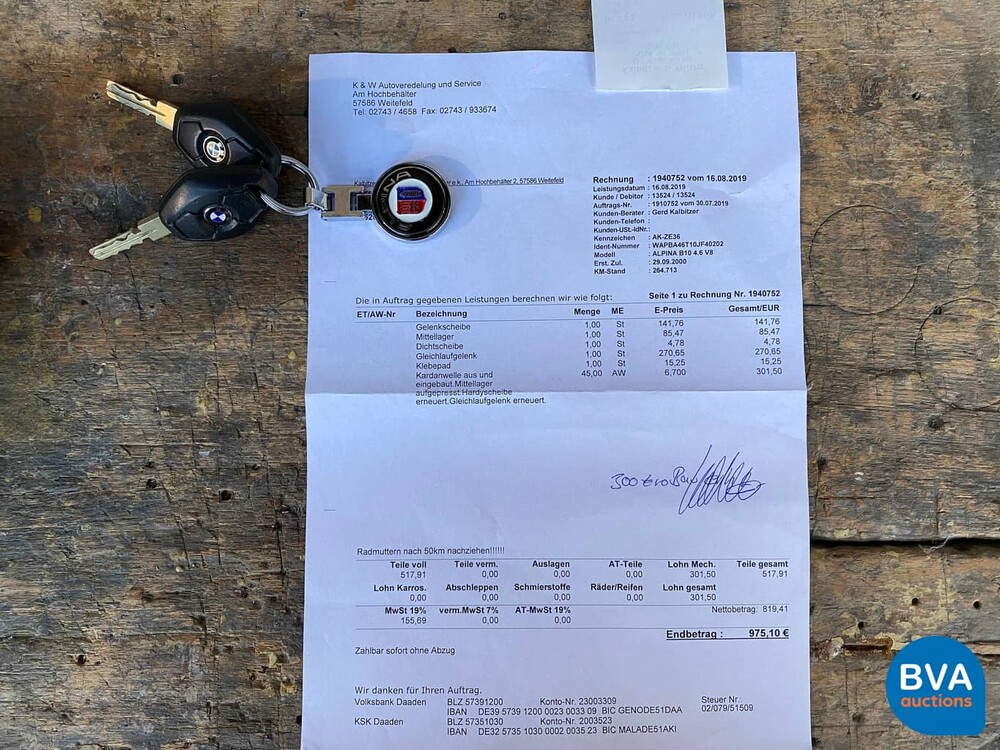 K & W Autoveredelung und Service
Am Hochbehälter
57586 Weitefeld
Tel: 02743 / 4658 Fax: 02743 / 933674
e.k., Am Hochbehälter 2, 57586 Weitefeld
Rechnung : 1940752 vom 16.08.2019
Leistungsdatum : 16.08.2019
Kunde / Debitor : 13524 / 13524
Auftrags-Nr. : 1910752 vom 30.07.2019
Kunden-Berater : Gerd Kalbitzer
Kunden-Telefon :
Kunden-USt.-IdNr.:
Kennzeichen : AK-ZE36
Ident-Nummer : WAPBA46T10JF40202
Modell : ALPINA B10 4.6 V8
Erst. Zul. : 29.09.2000
KM-Stand : 264.713
Die in Auftrag gegebenen Leistungen berechnen wir wie folgt: Seite 1 zu Rechnung Nr. 1940752
ET/AW-Nr Bezeichnung Menge ME E-Preis Gesamt/EUR
Gelenkscheibe 1,00 St 141,76 141,76
Mittellager 1,00 St 85,47 85,47
Dichtscheibe 1,00 St 4,78 4,78
Gleichlaufgelenk 1,00 St 270,65 270,65
Klebepad 1,00 St 15,25 15,25
Kardanwelle aus und 45,00 AW 6,700 301,50
eingebaut.Mittellager
aufgepresst.Hardyscheibe
erneuert.Gleichlaufgelenk erneuert.
300 Euro Bar
Radmuttern nach 50km nachziehen!!!!!!
Teile voll Teile verm. Auslagen AT-Teile Lohn Mech. Teile gesamt
517,91 0,00 0,00 0,00 301,50 517,91
Lohn Karros. Abschleppen Schmierstoffe Räder/Reifen Lohn gesamt
0,00 0,00 0,00 0,00 301,50
MwSt 19% verm.MwSt 7% AT-MwSt 19% Nettobetrag: 819,41
155,69 0,00 0,00
Endbetrag : 975,10 €
Zahlbar sofort ohne Abzug
Wir danken für Ihren Auftrag.
Volksbank Daaden BLZ 57391200 Konto-Nr. 23003309 Steuer Nr.:
IBAN DE39 5739 1200 0023 0033 09 BIC GENODE51DAA 02/079/51509
KSK Daaden BLZ 57351030 Konto-Nr. 2003523
IBAN DE32 5735 1030 0002 0035 23 BIC MALADE51AKI
BVA
auctions